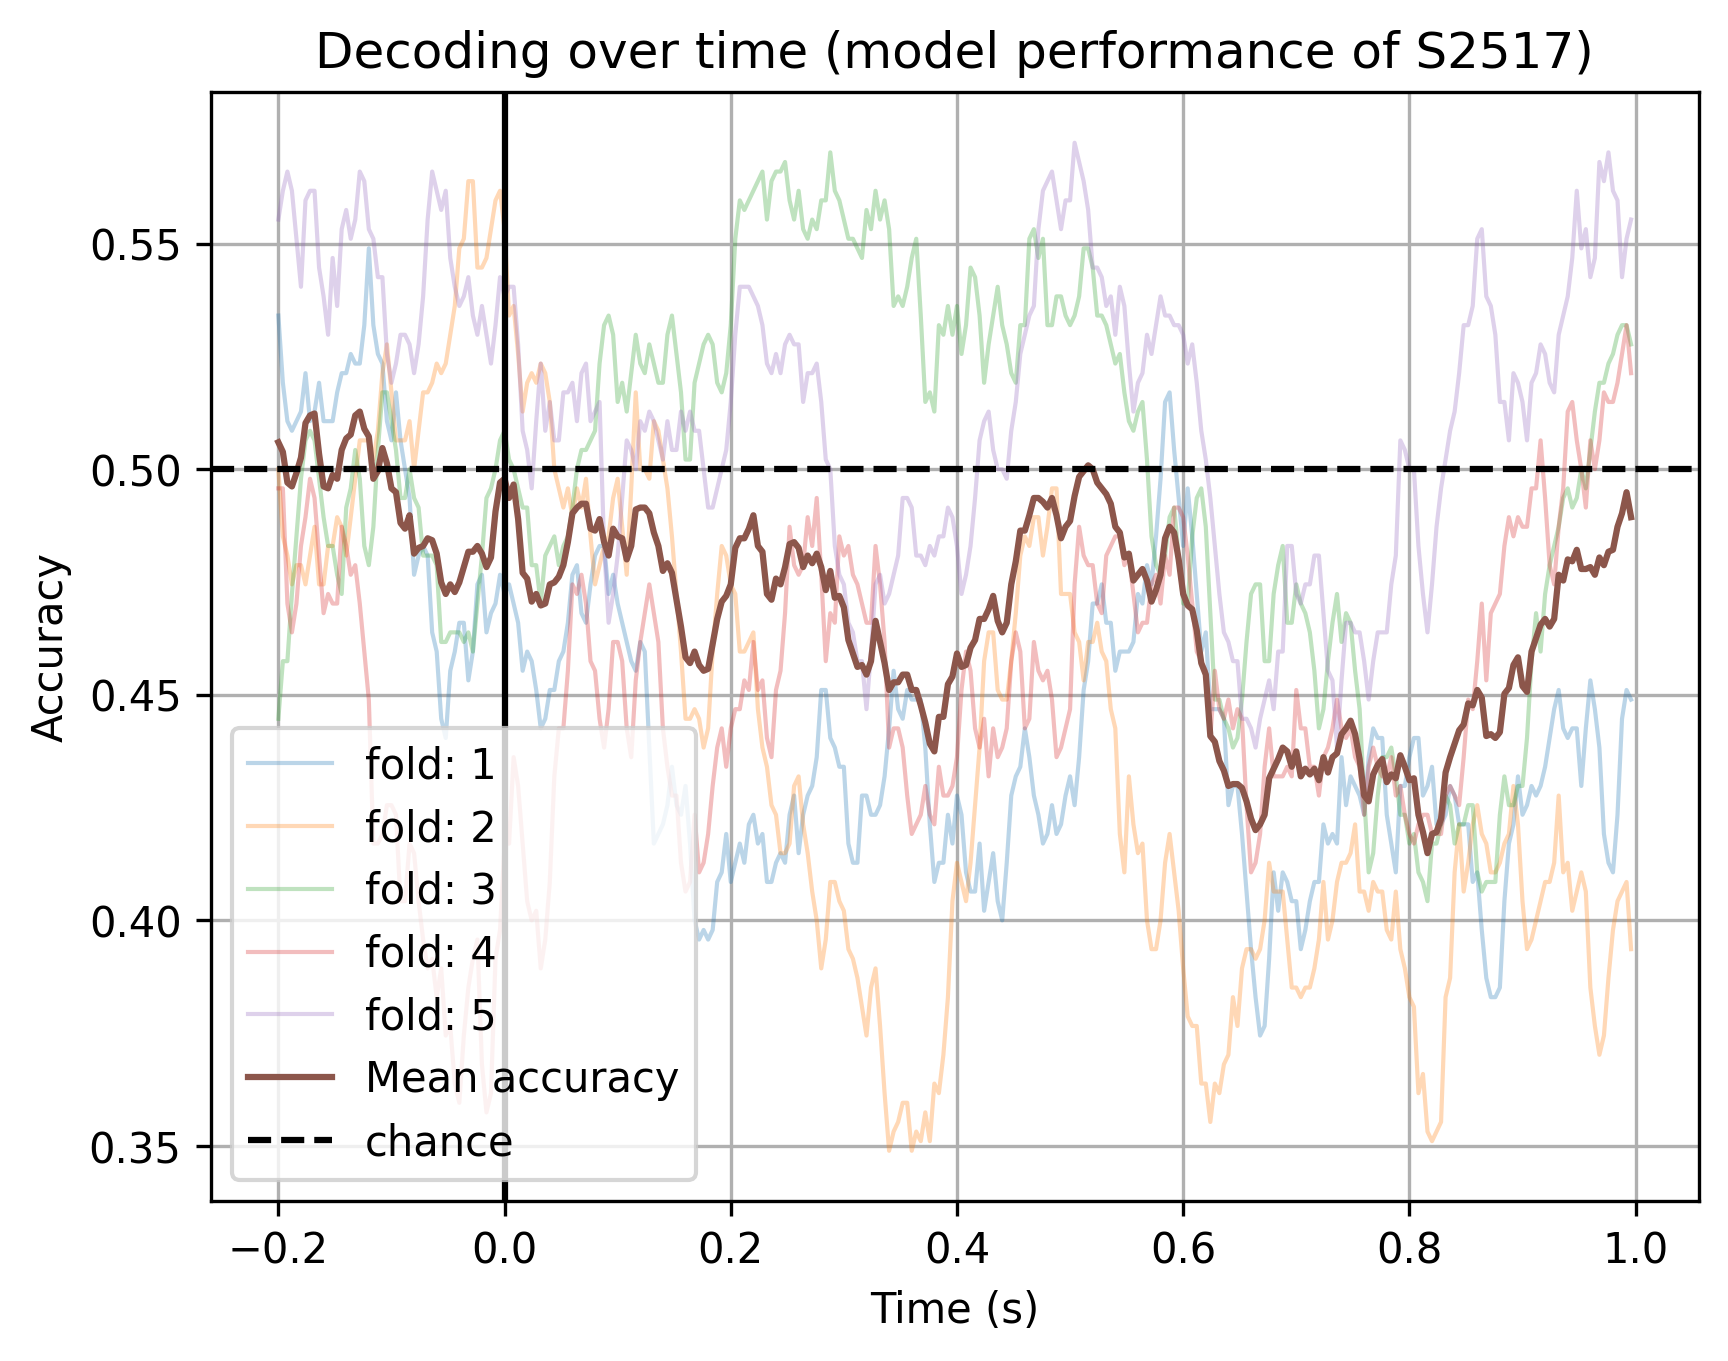 Decoding over time (model performance of S2517)
Accuracy
0.55
0.50
0.45
0.40
0.35
fold: 1
fold: 2
fold: 3
fold: 4
fold: 5
Mean accuracy
chance
−0.2 0.0 0.2 0.4 0.6 0.8 1.0
Time (s)